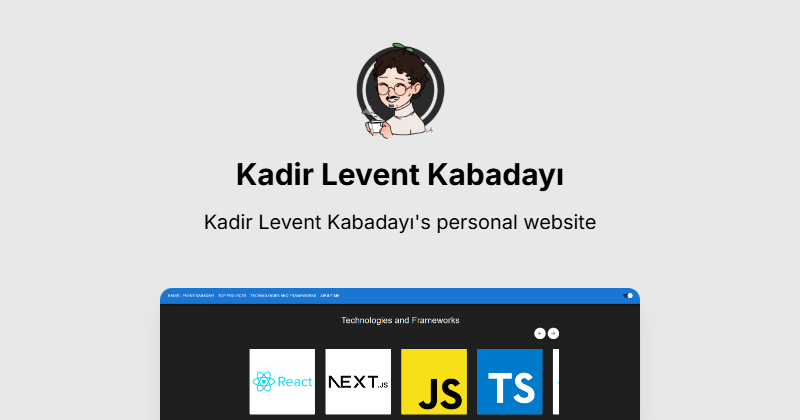 Kadir Levent Kabadayı
Kadir Levent Kabadayı's personal website
KADIR LEVENT KABADAYI TOP PROJECTS TECHNOLOGIES AND FRAMEWORKS ABOUT ME
Technologies and Frameworks
React NEXT.JS JS TS